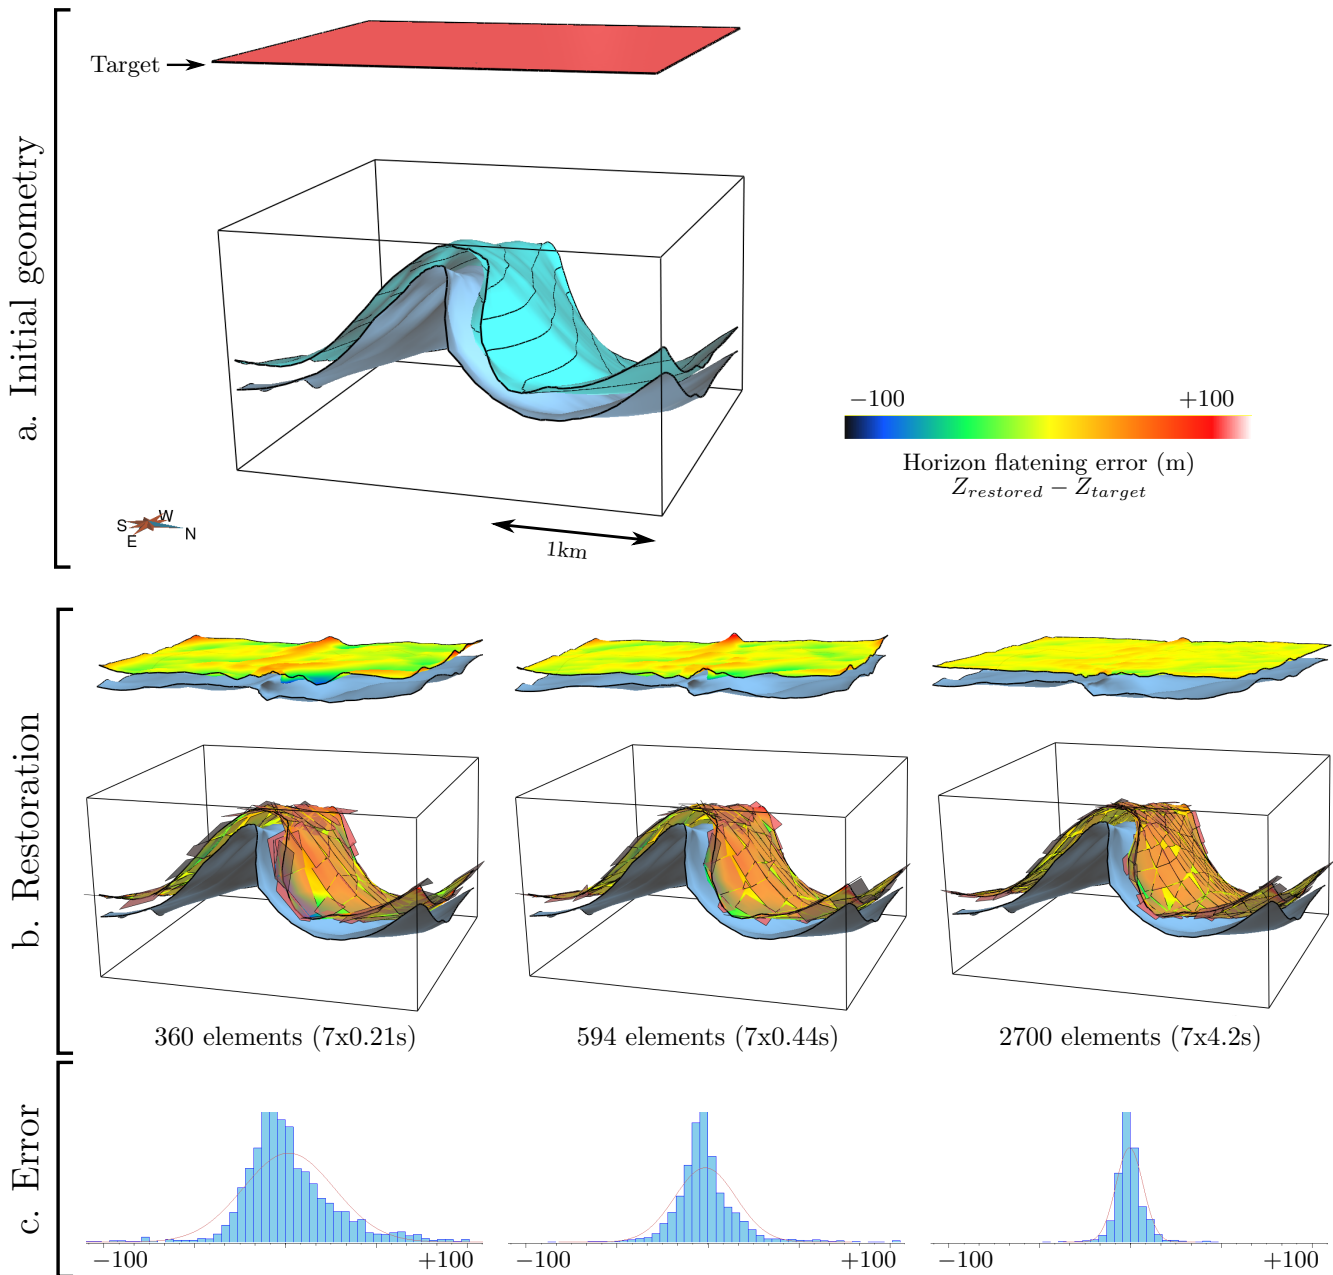 a. Initial geometry
Target
S
W
E
N
1km
−100 +100
Horizon flatening error (m)
Z_restored − Z_target
b. Restoration
360 elements (7x0.21s)
594 elements (7x0.44s)
2700 elements (7x4.2s)
c. Error
−100 +100
−100 +100
−100 +100